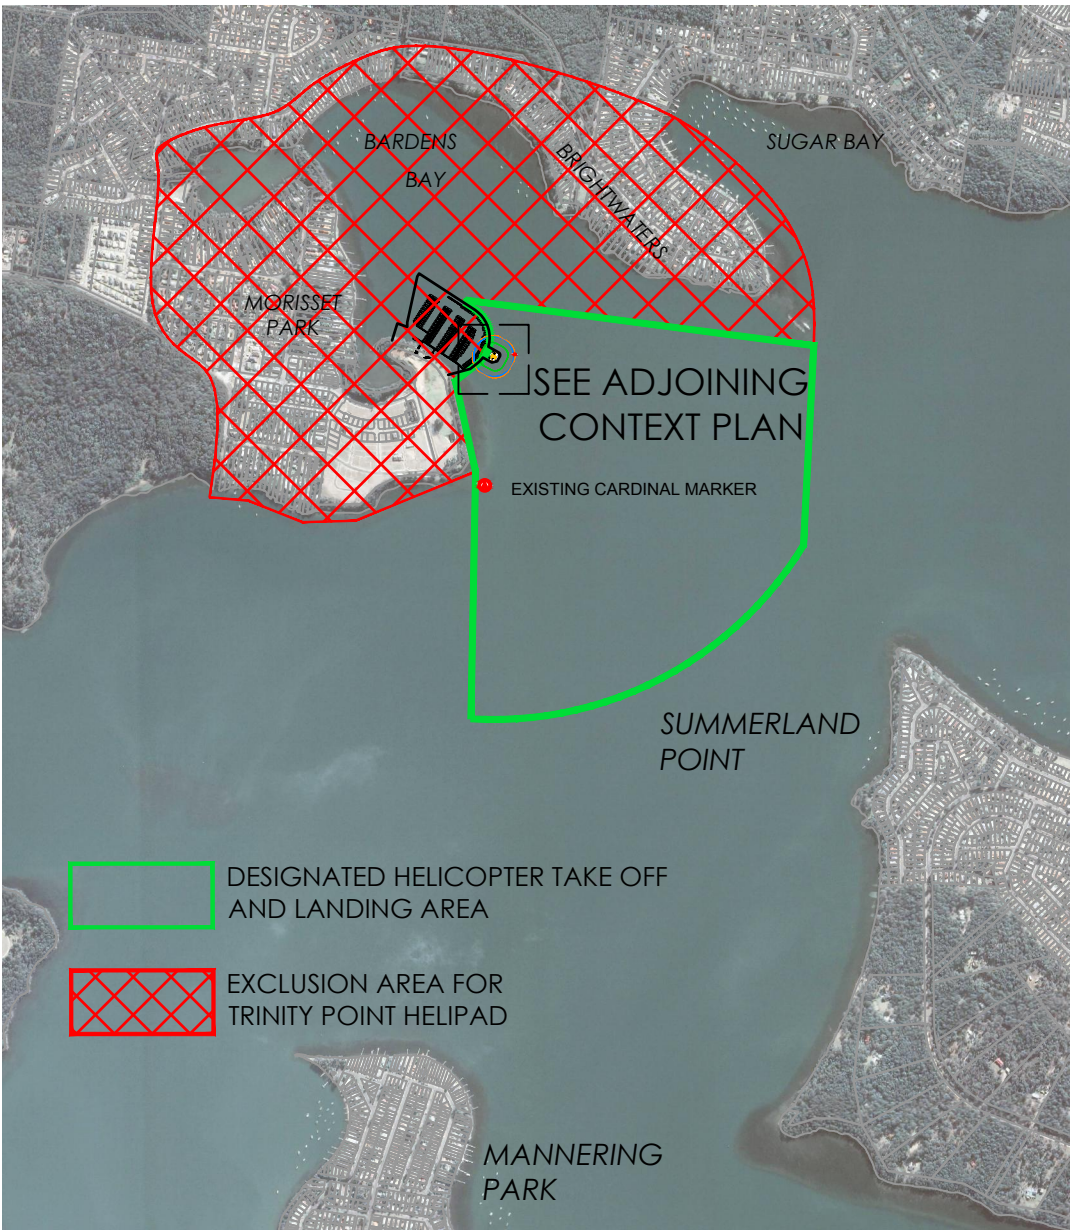 BARDENS
BAY
SUGAR BAY
BRIGHTWATERS
MORISSET
PARK
SEE ADJOINING
CONTEXT PLAN
EXISTING CARDINAL MARKER
SUMMERLAND
POINT
DESIGNATED HELICOPTER TAKE OFF
AND LANDING AREA
EXCLUSION AREA FOR
TRINITY POINT HELIPAD
MANNERING
PARK